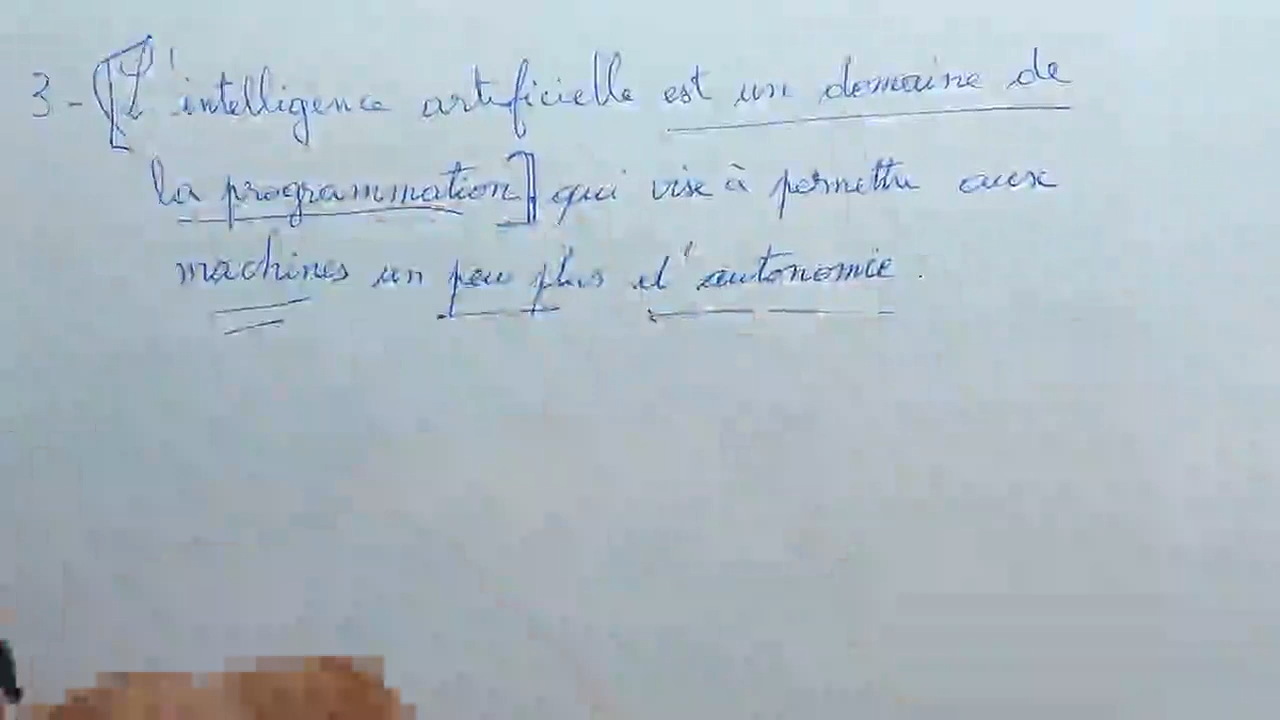 3- [L'intelligence artificielle est un domaine de
la programmation] qui vise à permettre aux
machines un peu plus d'autonomie.